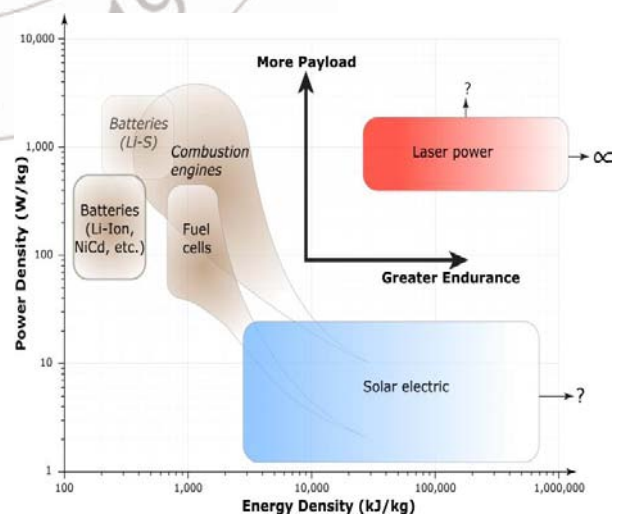 10,000
1,000
100
10
1
Power Density (W/kg)
More Payload
?
Batteries
(Li-S)
Combustion
engines
Laser power
∝
Batteries
(Li-Ion,
NiCd, etc.)
Fuel
cells
Greater Endurance
Solar electric
?
100
1,000
10,000
100,000
1,000,000
Energy Density (kJ/kg)